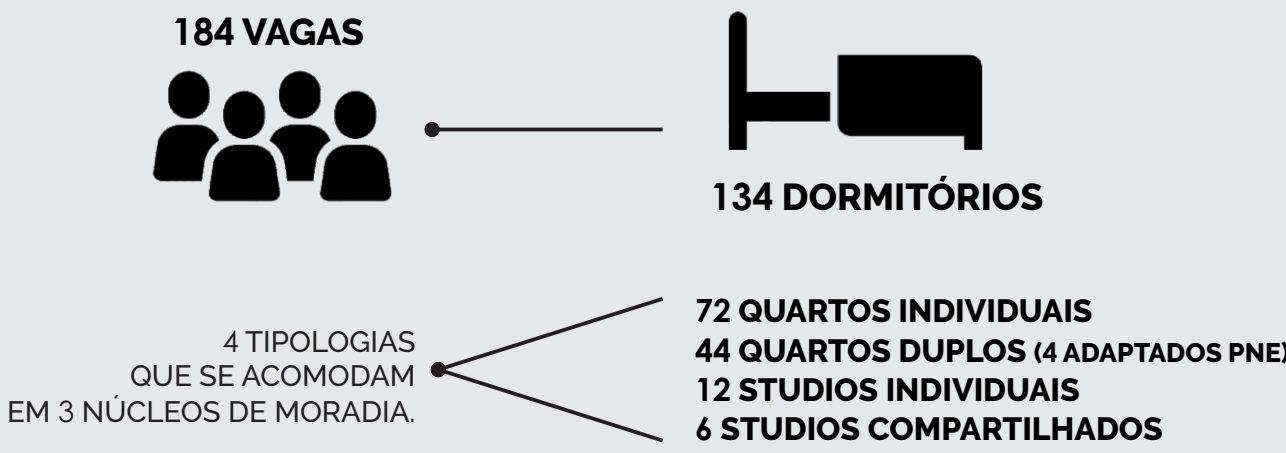 184 VAGAS
134 DORMITÓRIOS
4 TIPOLOGIAS
QUE SE ACOMODAM
EM 3 NÚCLEOS DE MORADIA.
72 QUARTOS INDIVIDUAIS
44 QUARTOS DUPLOS (4 ADAPTADOS PNE)
12 STUDIOS INDIVIDUAIS
6 STUDIOS COMPARTILHADOS